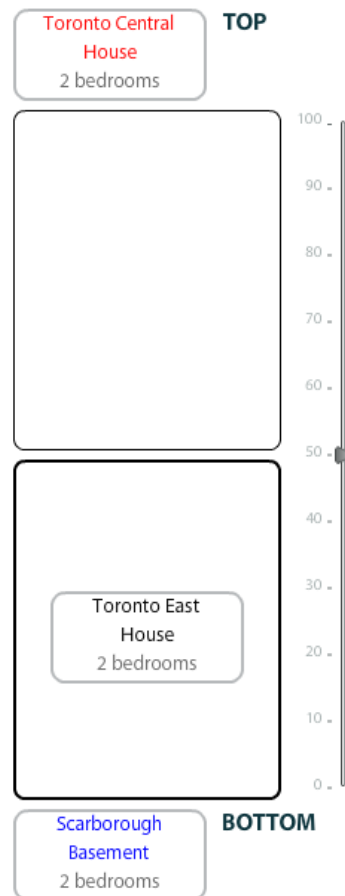 Toronto Central
House
2 bedrooms
TOP
100
90
80
70
60
50
40
30
20
10
0
Toronto East
House
2 bedrooms
Scarborough
Basement
2 bedrooms
BOTTOM